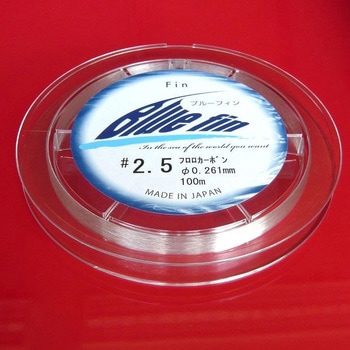 Fin
ブルーフィン
Blue fin
In the sea of the world you want
#2.5 フロロカーボン
φ0.261mm
100m
MADE IN JAPAN